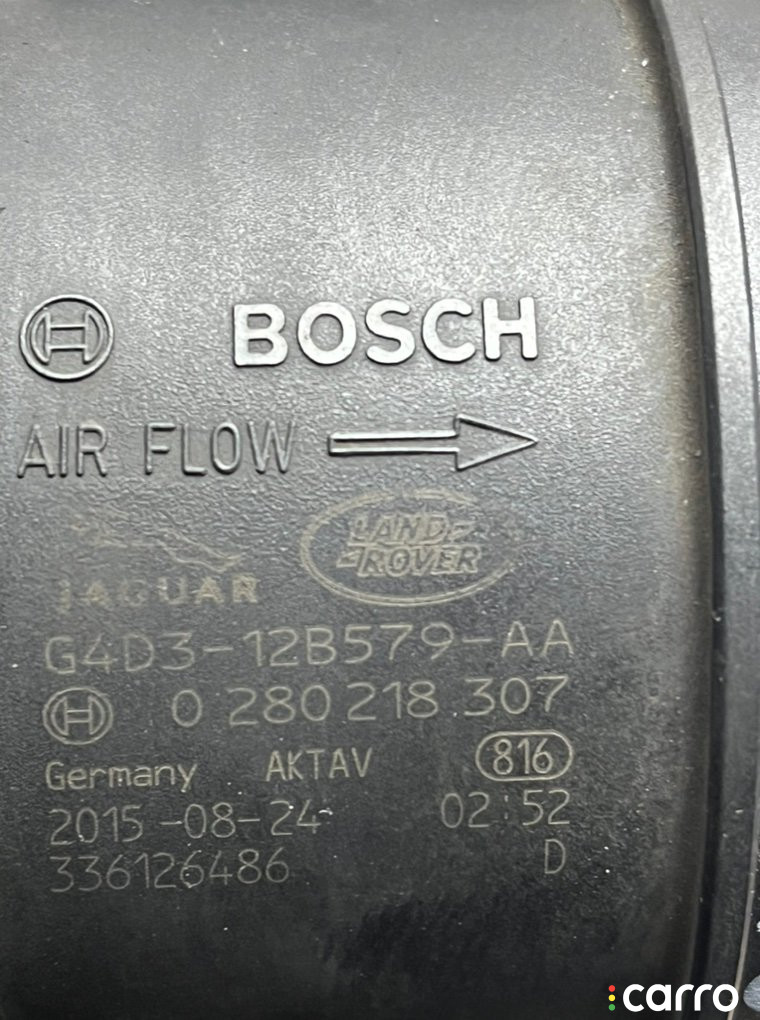 BOSCH
AIR FLOW
JAGUAR
LAND-
-ROVER
G4D3-12B579-AA
0 280 218 307
Germany AKTAV 816
2015-08-24 02:52
336126486 D
carro